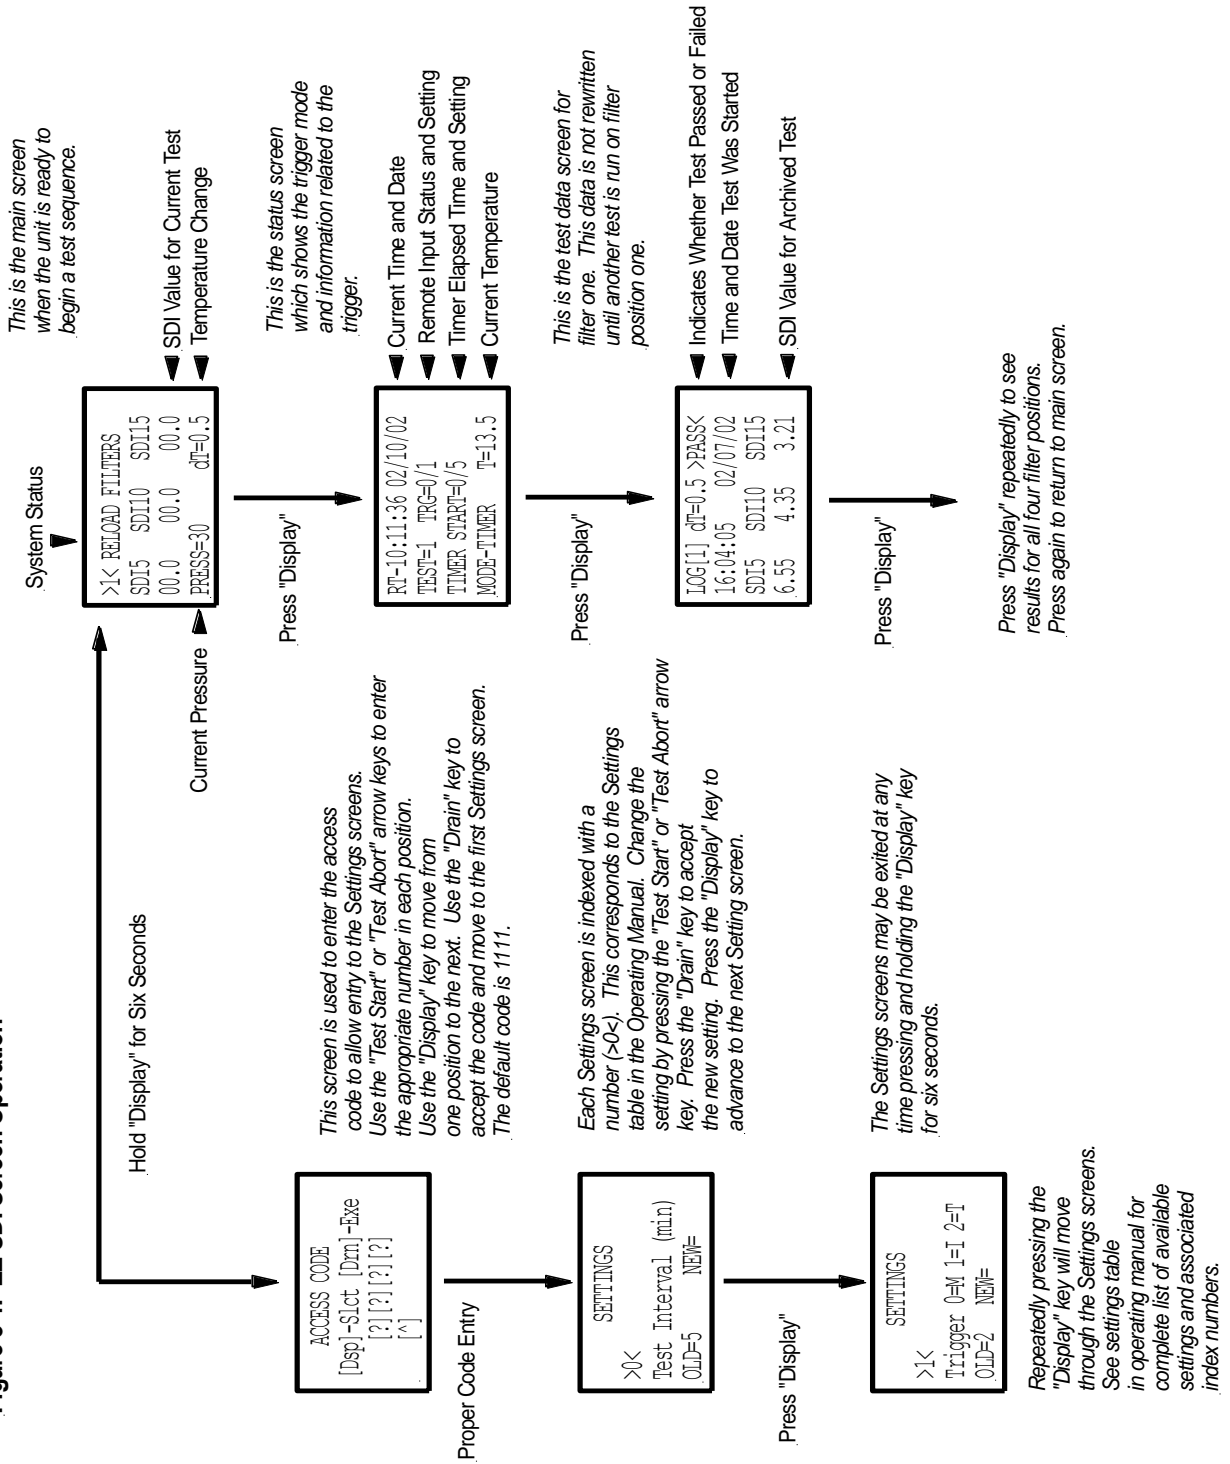 This is the main screen
when the unit is ready to
begin a test sequence.
System Status
>1< RELOAD FILTERS
SDI5 SDI10 SDI15
00.0 00.0 00.0
PRESS=30 dT=0.5
Current Pressure
SDI Value for Current Test
Temperature Change
Press "Display"
This is the status screen
which shows the trigger mode
and information related to the
trigger.
RT-10:11:36 02/10/02
TEST=1 TRG=0/1
TIMER START=0/5
MODE-TIMER T=13.5
Current Time and Date
Remote Input Status and Setting
Timer Elapsed Time and Setting
Current Temperature
Press "Display"
This is the test data screen for
filter one. This data is not rewritten
until another test is run on filter
position one.
LOG[1] dT=0.5 >PASS<
16:04:05 02/07/02
SDI5 SDI10 SDI15
6.55 4.35 3.21
Indicates Whether Test Passed or Failed
Time and Date Test Was Started
SDI Value for Archived Test
Press "Display"
Press "Display" repeatedly to see
results for all four filter positions.
Press again to return to main screen.
Hold "Display" for Six Seconds
ACCESS CODE
[Dsp]-Slct [Drn]-Exe
[?][?][?][?]
[^]
This screen is used to enter the access
code to allow entry to the Settings screens.
Use the "Test Start" or "Test Abort" arrow keys to enter
the appropriate number in each position.
Use the "Display" key to move from
one position to the next. Use the "Drain" key to
accept the code and move to the first Settings screen.
The default code is 1111.
Proper Code Entry
SETTINGS
>0<
Test Interval (min)
OLD=5 NEW=
Each Settings screen is indexed with a
number (>0<). This corresponds to the Settings
table in the Operating Manual. Change the
setting by pressing the "Test Start" or "Test Abort" arrow
key. Press the "Drain" key to accept
the new setting. Press the "Display" key to
advance to the next Setting screen.
Press "Display"
SETTINGS
>1<
Trigger 0=M 1=I 2=T
OLD=2 NEW=
The Settings screens may be exited at any
time pressing and holding the "Display" key
for six seconds.
Repeatedly pressing the
"Display" key will move
through the Settings screens.
See settings table
in operating manual for
complete list of available
settings and associated
index numbers.